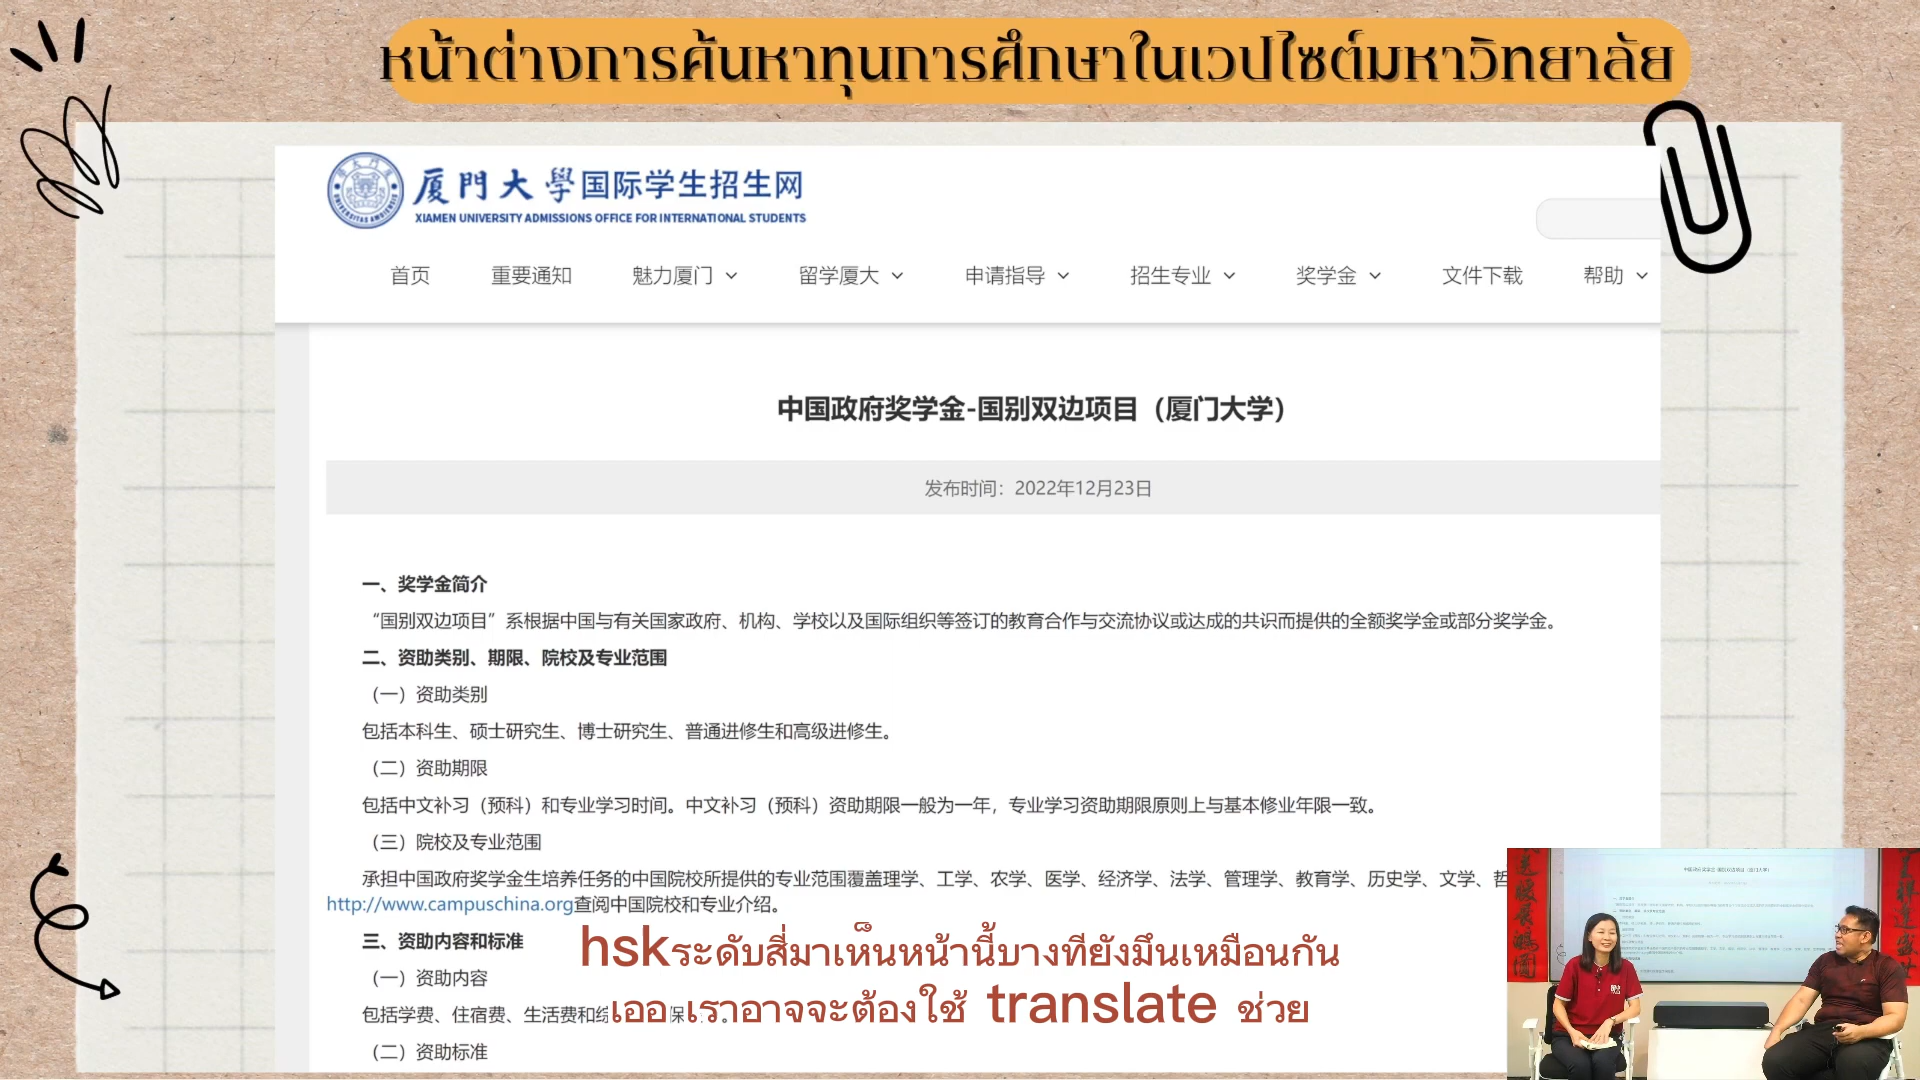 หน้าต่างการค้นหาทุนการศึกษาในเวปไซต์มหาวิทยาลัย
厦門大學国际学生招生网
XIAMEN UNIVERSITY ADMISSIONS OFFICE FOR INTERNATIONAL STUDENTS
首页 重要通知 魅力厦门 留学厦大 申请指导 招生专业 奖学金 文件下载 帮助
中国政府奖学金-国别双边项目（厦门大学）
发布时间：2022年12月23日
一、奖学金简介
“国别双边项目”系根据中国与有关国家政府、机构、学校以及国际组织等签订的教育合作与交流协议或达成的共识而提供的全额奖学金或部分奖学金。
二、资助类别、期限、院校及专业范围
（一）资助类别
包括本科生、硕士研究生、博士研究生、普通进修生和高级进修生。
（二）资助期限
包括中文补习（预科）和专业学习时间。中文补习（预科）资助期限一般为一年，专业学习资助期限原则上与基本修业年限一致。
（三）院校及专业范围
承担中国政府奖学金生培养任务的中国院校所提供的专业范围覆盖理学、工学、农学、医学、经济学、法学、管理学、教育学、历史学、文学、哲
http://www.campuschina.org查阅中国院校和专业介绍。
三、资助内容和标准
（一）资助内容
包括学费、住宿费、生活费和综 保
（二）资助标准
hskระดับสี่มาเห็นหน้านี้บางทียังมึนเหมือนกัน
เออ เราอาจจะต้องใช้ translate ช่วย